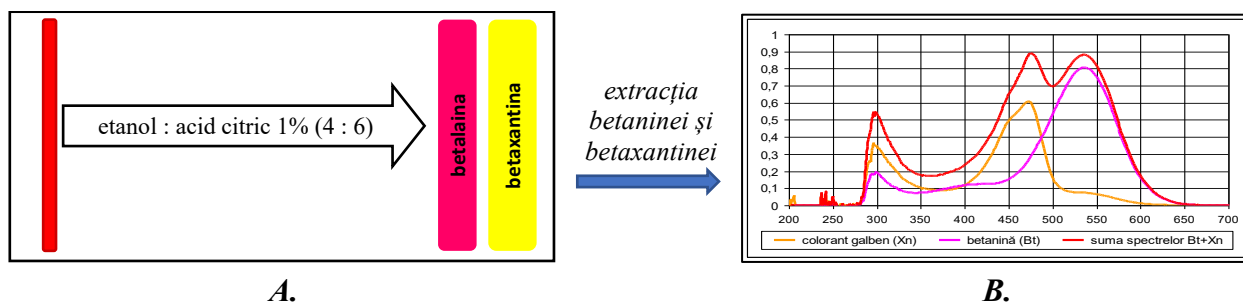 etanol : acid citric 1% (4 : 6)
betalaina
betaxantina
extracția
betaninei și
betaxantinei
1
0,9
0,8
0,7
0,6
0,5
0,4
0,3
0,2
0,1
0
200 250 300 350 400 450 500 550 600 650 700
colorant galben (Xn) betanină (Bt) suma spectrelor Bt+Xn
A. B.